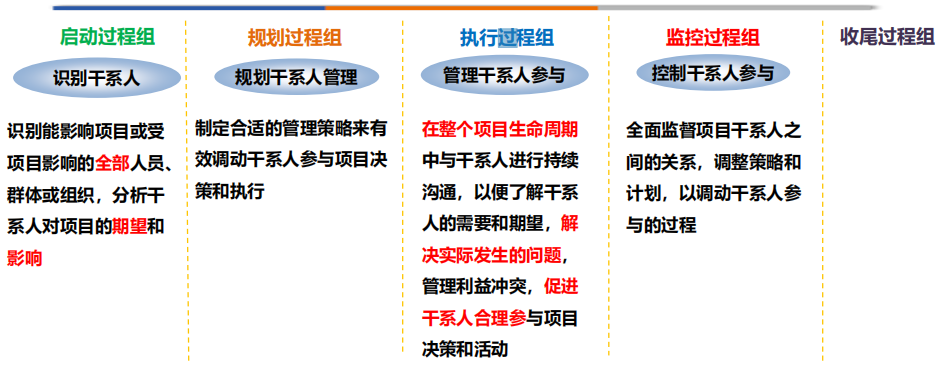 启动过程组
识别干系人
识别能影响项目或受
项目影响的全部人员、
群体或组织，分析干
系人对项目的期望和
影响
规划过程组
规划干系人管理
制定合适的管理策略来有
效调动干系人参与项目决
策和执行
执行过程组
管理干系人参与
在整个项目生命周期
中与干系人进行持续
沟通，以便了解干系
人的需要和期望，解
决实际发生的问题，
管理利益冲突，促进
干系人合理参与项目
决策和活动
监控过程组
控制干系人参与
全面监督项目干系人之
间的关系，调整策略和
计划，以调动干系人参
与的过程
收尾过程组